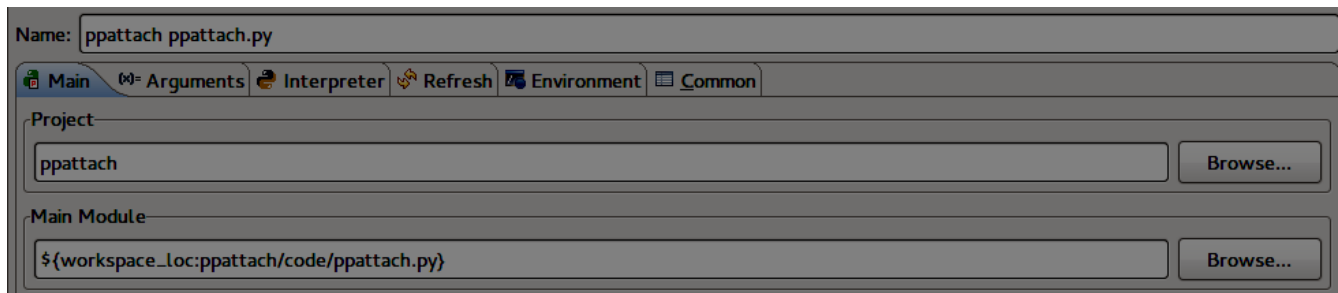 Name: ppattach ppattach.py
Main (x)= Arguments Interpreter Refresh Environment Common
Project
ppattach Browse...
Main Module
${workspace_loc:ppattach/code/ppattach.py} Browse...